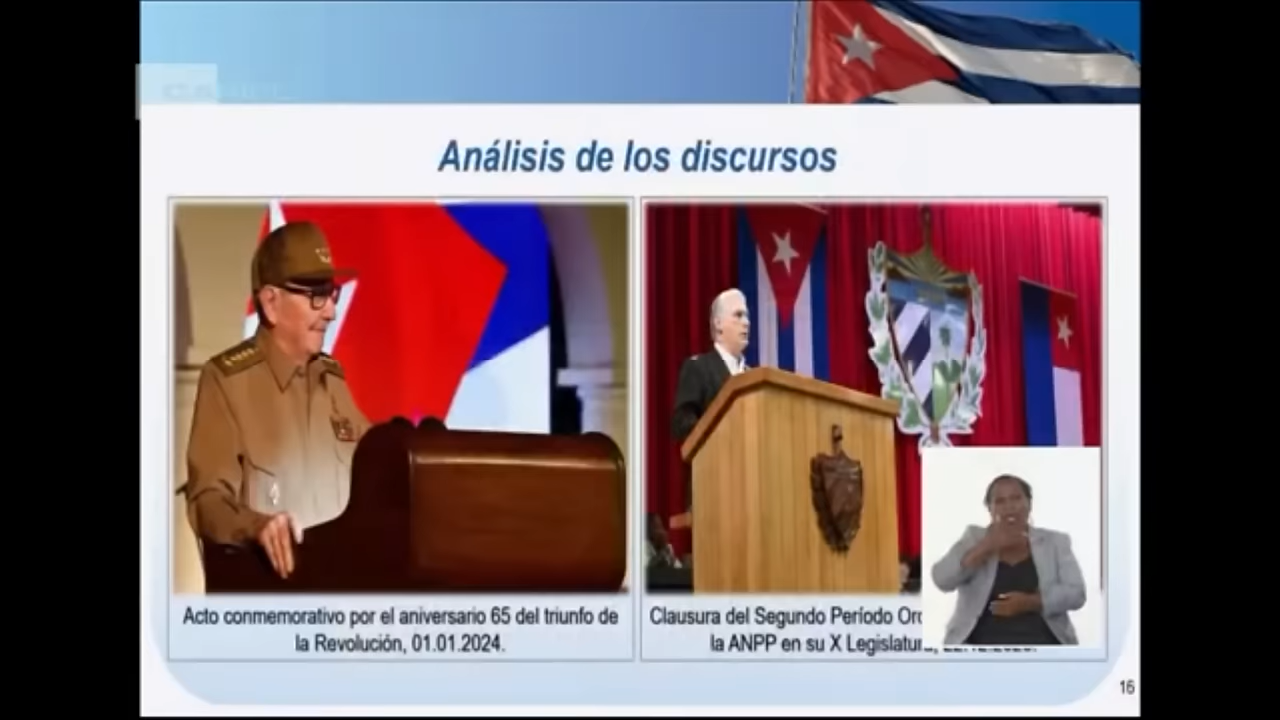 Análisis de los discursos
Acto conmemorativo por el aniversario 65 del triunfo de
la Revolución, 01.01.2024.
Clausura del Segundo Período
la ANPP en su X Legislatura,
16